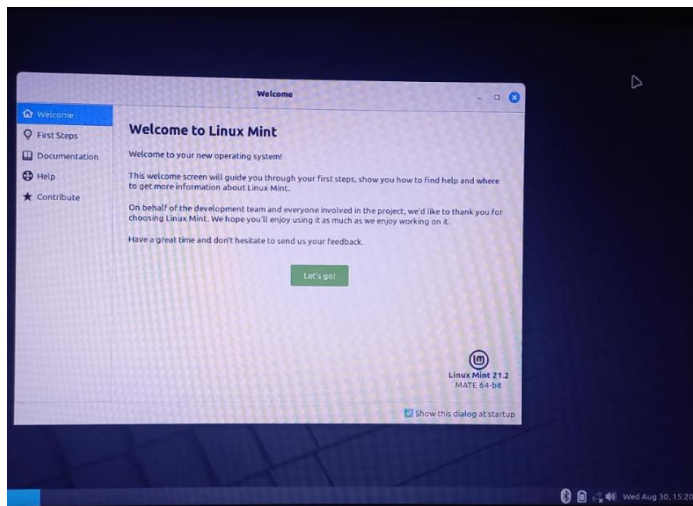 Welcome
Welcome
First Steps
Documentation
Help
Contribute
Welcome to Linux Mint
Welcome to your new operating system!
This welcome screen will guide you through your first steps, show you how to find help and where
to get more information about Linux Mint.
On behalf of the development team and everyone involved in the project, we'd like to thank you for
choosing Linux Mint. We hope you'll enjoy using it as much as we enjoy working on it.
Have a great time and don't hesitate to send us your feedback.
Let's go!
Linux Mint 21.2
MATE 64-bit
Show this dialog at startup
Wed Aug 30, 15:20